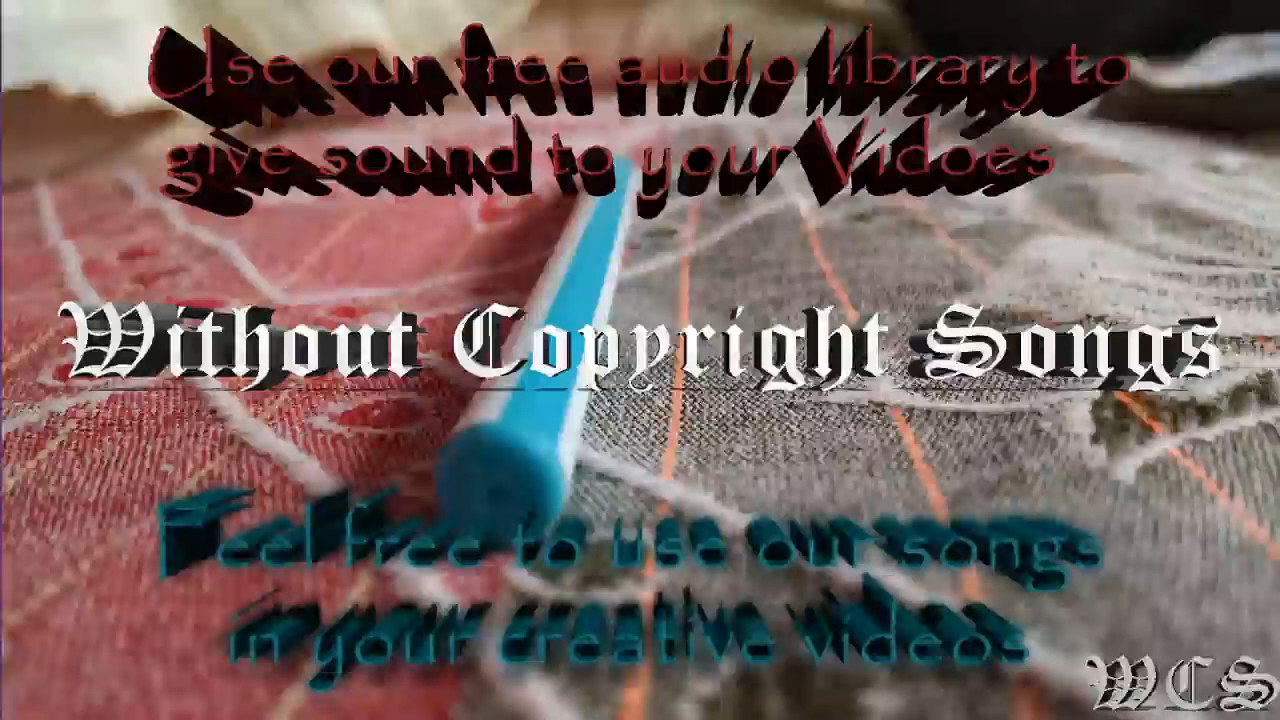 Use our free audio library to
give sound to your Vidoes
Without Copyright Songs
Feel free to use our songs
in your creative videos
WCS